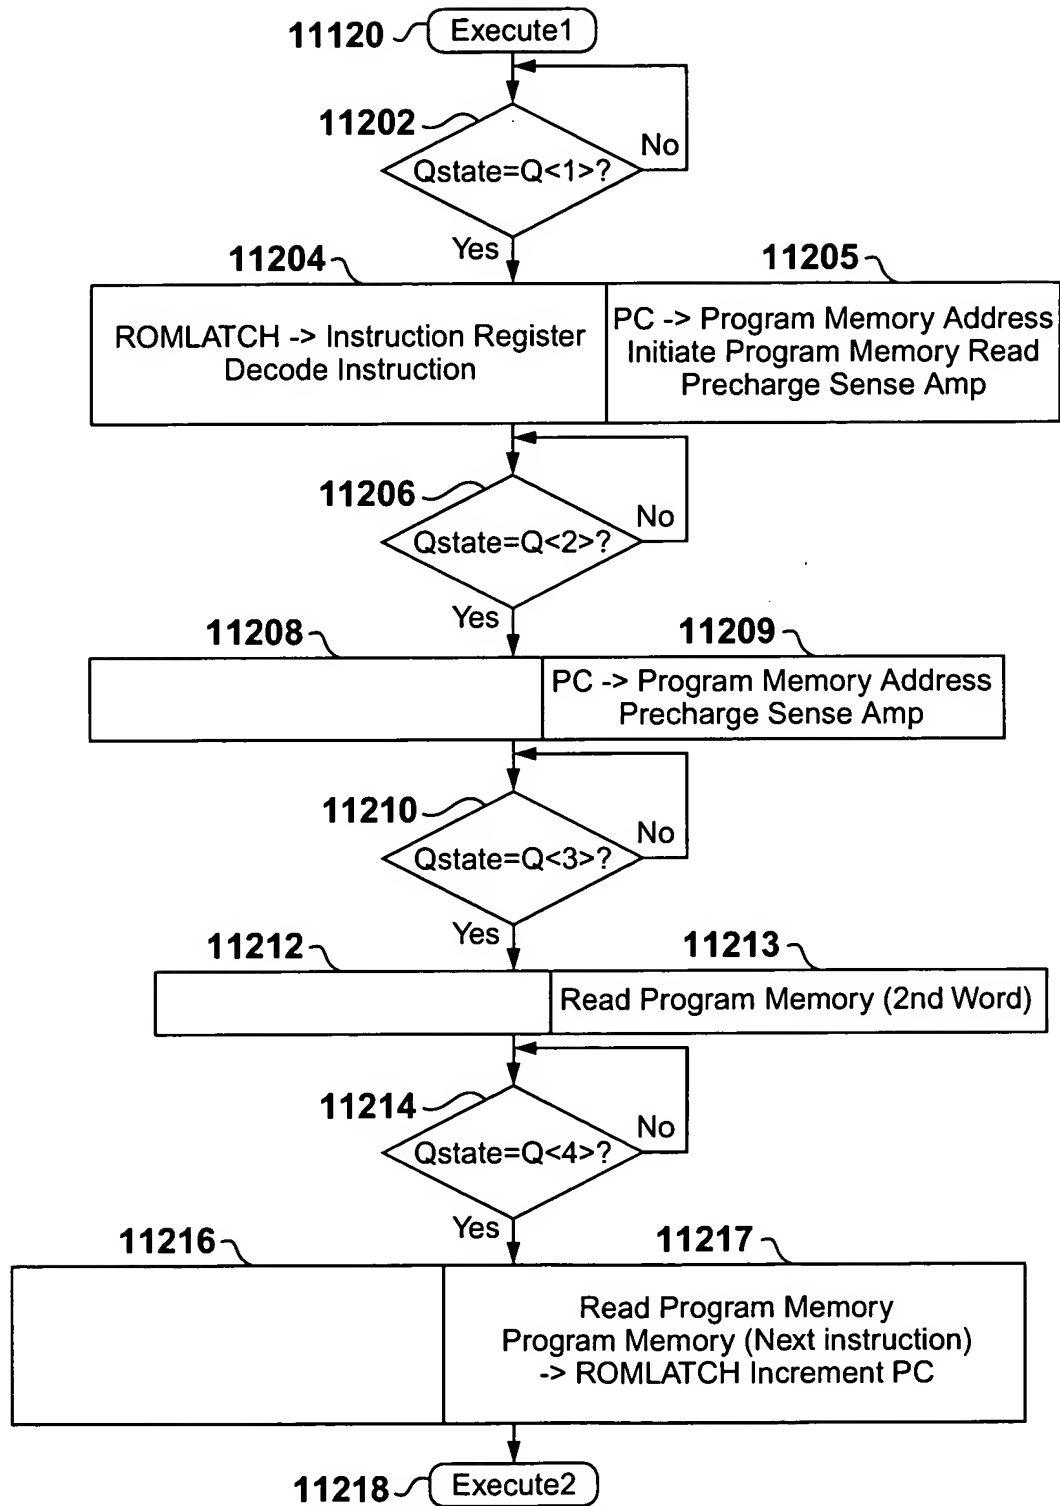 11120
Execute1
11202
No
Qstate=Q<1>?
Yes
11204
11205
ROMLATCH -> Instruction Register
Decode Instruction
PC -> Program Memory Address
Initiate Program Memory Read
Precharge Sense Amp
11206
No
Qstate=Q<2>?
Yes
11208
11209
PC -> Program Memory Address
Precharge Sense Amp
11210
No
Qstate=Q<3>?
Yes
11212
11213
Read Program Memory (2nd Word)
11214
No
Qstate=Q<4>?
Yes
11216
11217
Read Program Memory
Program Memory (Next instruction)
-> ROMLATCH Increment PC
11218
Execute2